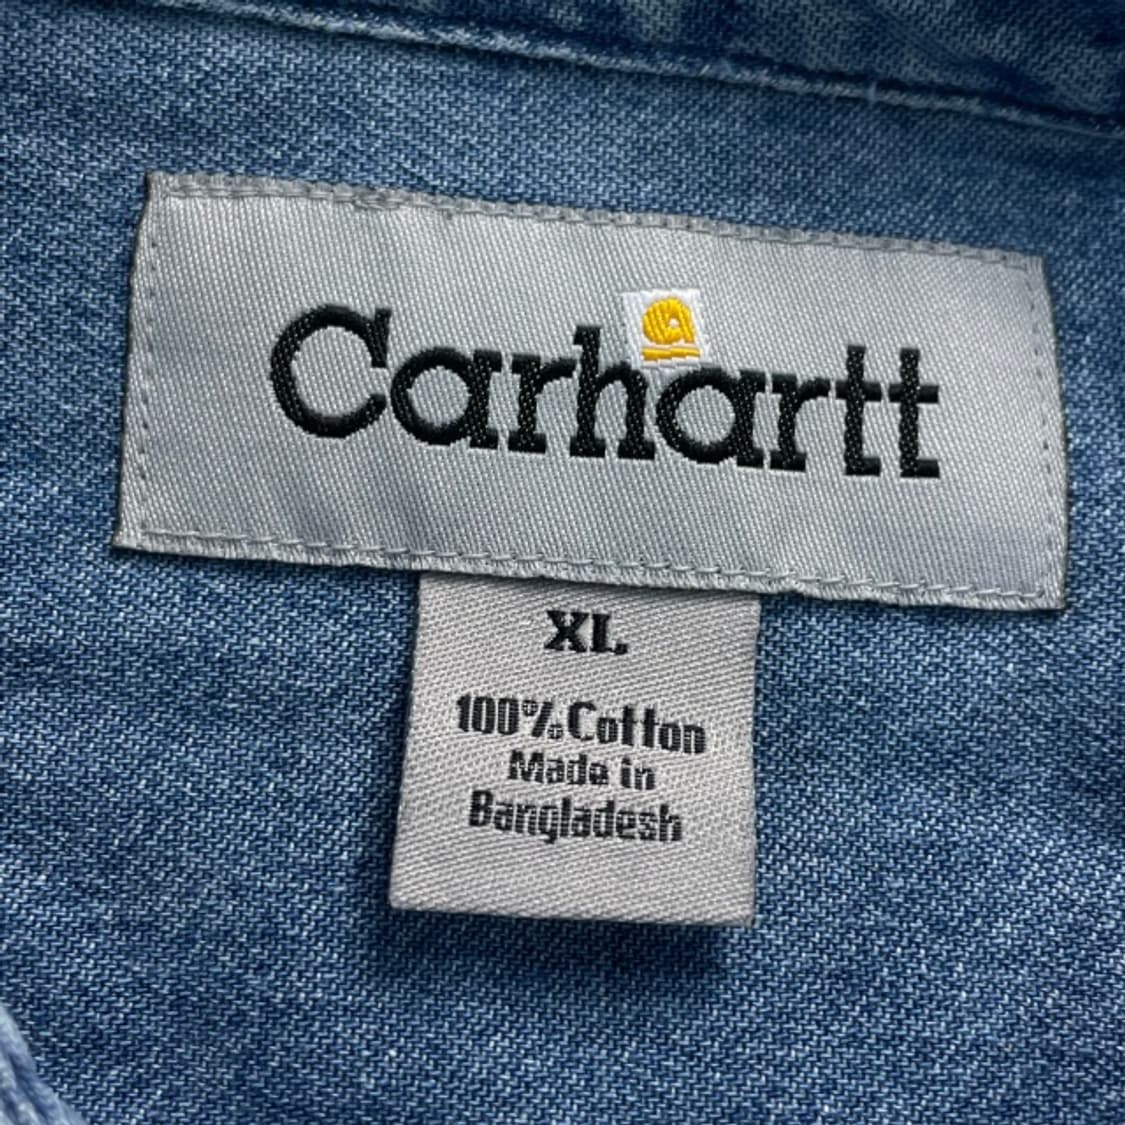 Carhartt
XL
100% Cotton
Made in
Bangladesh